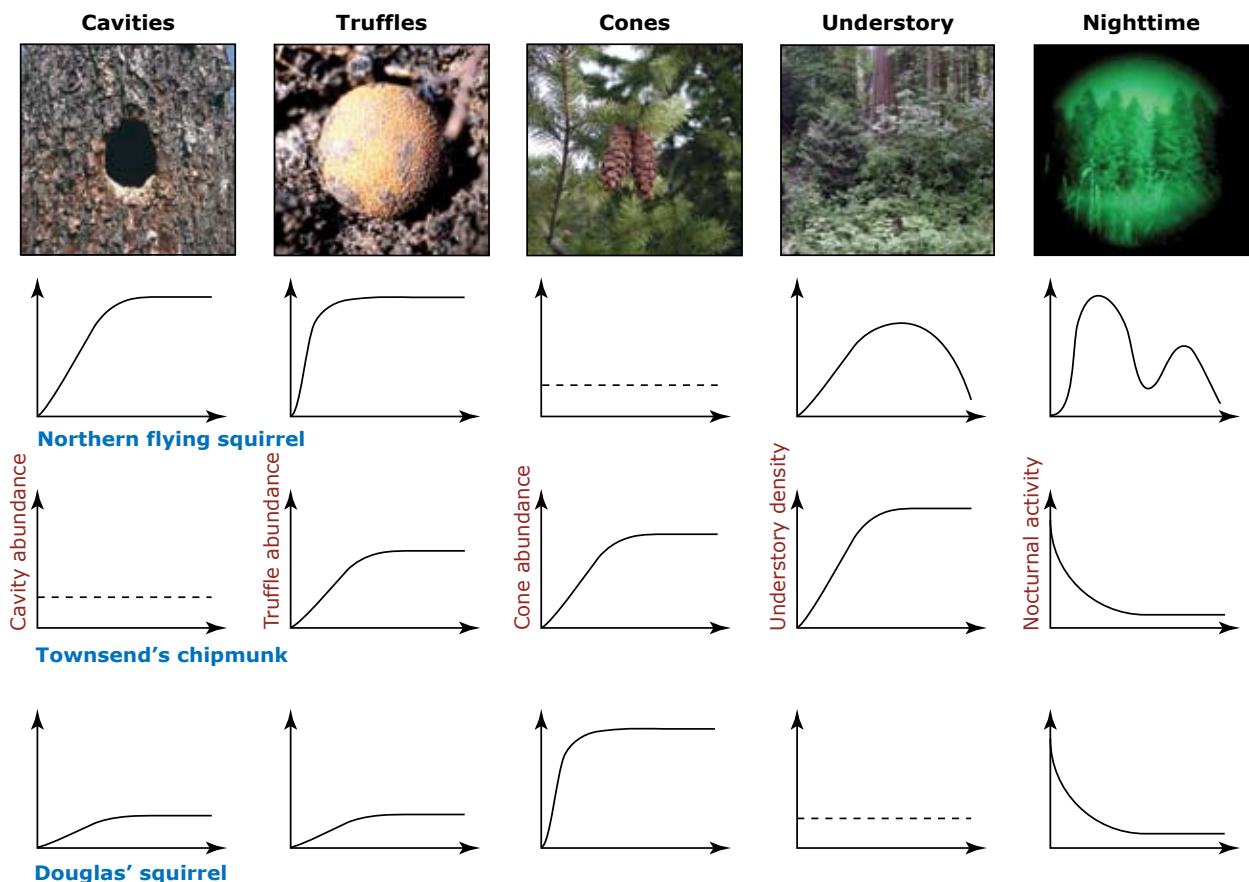 Cavities
Truffles
Cones
Understory
Nighttime
Northern flying squirrel
Cavity abundance
Truffle abundance
Cone abundance
Understory density
Nocturnal activity
Townsend’s chipmunk
Douglas’ squirrel